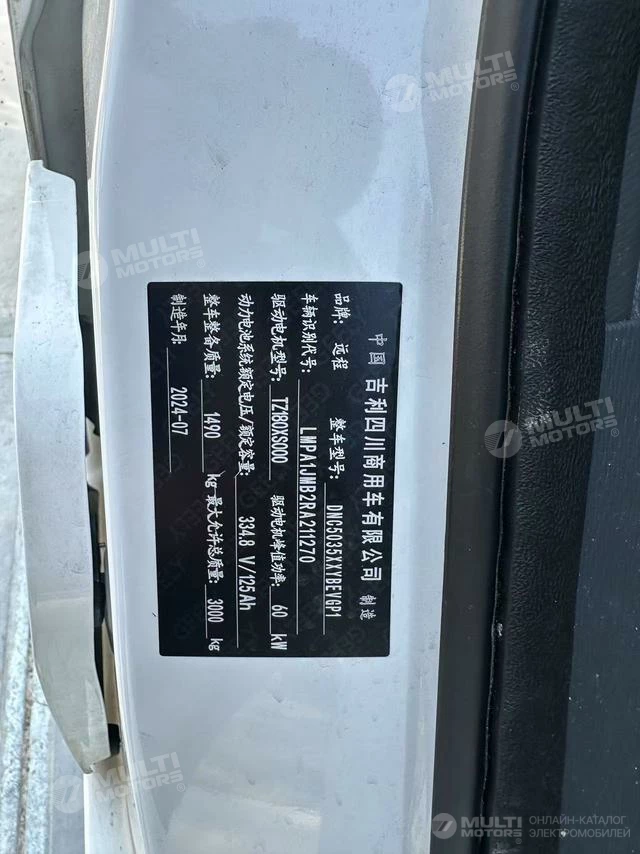 中国 吉利四川商用车有限公司 制造
品牌: 远程 整车型号: DNC5035XXYBEVGP1
车辆识别代号: LMPA1JMB2RA211270
驱动电机型号: TZ180XS000 驱动电机峰值功率: 60 kW
动力电池系统额定电压/额定容量: 334.8 V/125Ah
整车整备质量: 1490 kg 最大允许总质量: 3000 kg
制造年月: 2024-07
MULTI
MOTORS®
MULTI
MOTORS®
MULTI
MOTORS®
MULTI
MOTORS®
MULTI
MOTORS®
ОНЛАЙН-КАТАЛОГ
ЭЛЕКТРОМОБИЛЕЙ